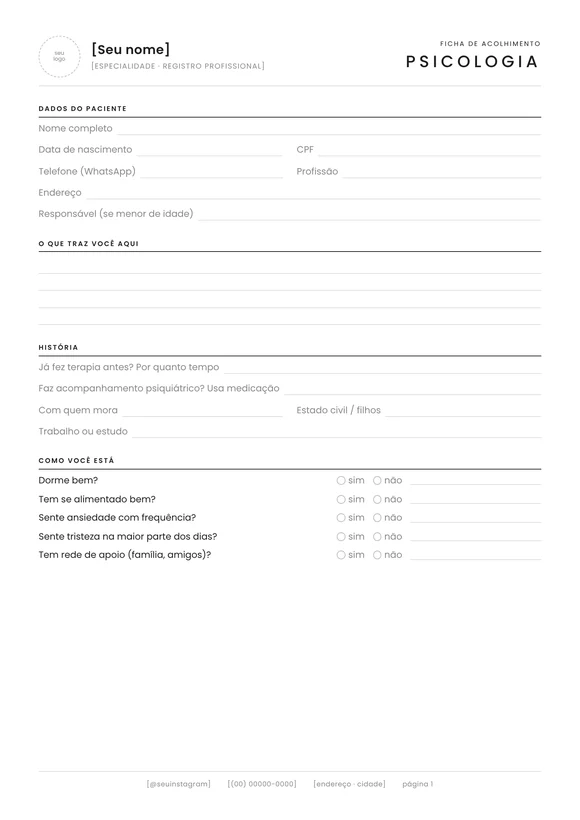 seu
logo
[Seu nome]
[ESPECIALIDADE · REGISTRO PROFISSIONAL]
FICHA DE ACOLHIMENTO
PSICOLOGIA
DADOS DO PACIENTE
Nome completo
Data de nascimento CPF
Telefone (WhatsApp) Profissão
Endereço
Responsável (se menor de idade)
O QUE TRAZ VOCÊ AQUI
HISTÓRIA
Já fez terapia antes? Por quanto tempo
Faz acompanhamento psiquiátrico? Usa medicação
Com quem mora Estado civil / filhos
Trabalho ou estudo
COMO VOCÊ ESTÁ
Dorme bem? sim não
Tem se alimentado bem? sim não
Sente ansiedade com frequência? sim não
Sente tristeza na maior parte dos dias? sim não
Tem rede de apoio (família, amigos)? sim não
[@seuinstagram] [(00) 00000-0000] [endereço · cidade] página 1